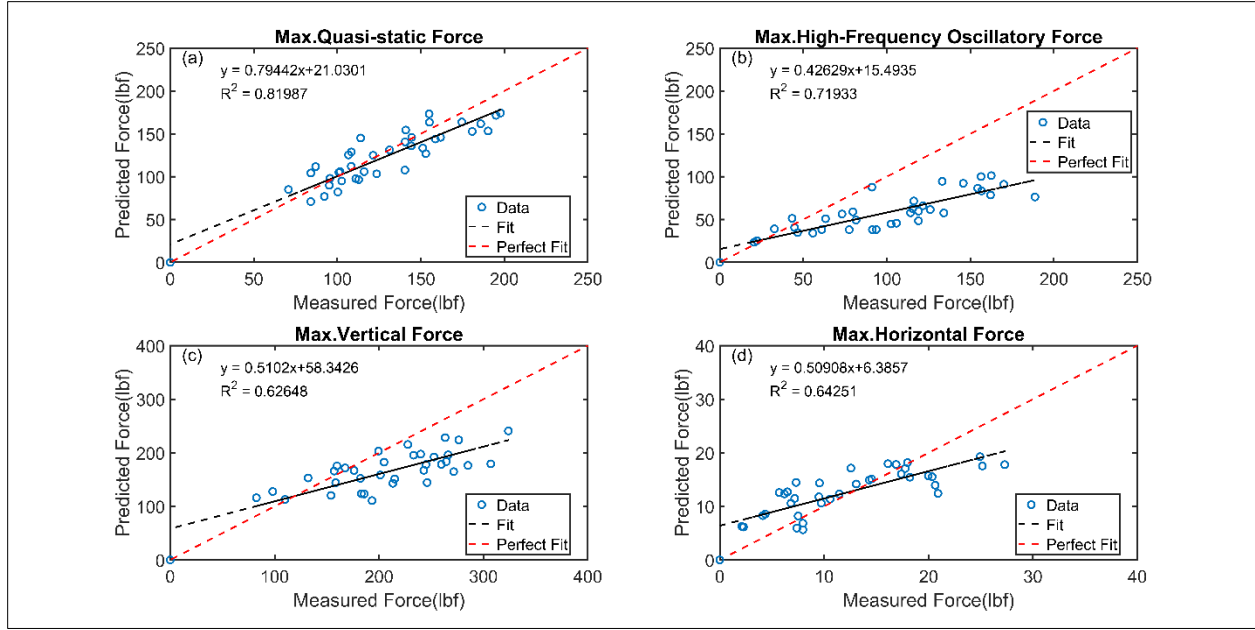 Max.Quasi-static Force
(a)
y = 0.79442x+21.0301
R² = 0.81987
250
200
150
100
50
0
Predicted Force(lbf)
Data
Fit
Perfect Fit
0 50 100 150 200 250
Measured Force(lbf)
Max.High-Frequency Oscillatory Force
(b)
y = 0.42629x+15.4935
R² = 0.71933
250
200
150
100
50
0
Predicted Force(lbf)
Data
Fit
Perfect Fit
0 50 100 150 200 250
Measured Force(lbf)
Max.Vertical Force
(c)
y = 0.5102x+58.3426
R² = 0.62648
400
300
200
100
0
Predicted Force(lbf)
Data
Fit
Perfect Fit
0 100 200 300 400
Measured Force(lbf)
Max.Horizontal Force
(d)
y = 0.50908x+6.3857
R² = 0.64251
40
30
20
10
0
Predicted Force(lbf)
Data
Fit
Perfect Fit
0 10 20 30 40
Measured Force(lbf)